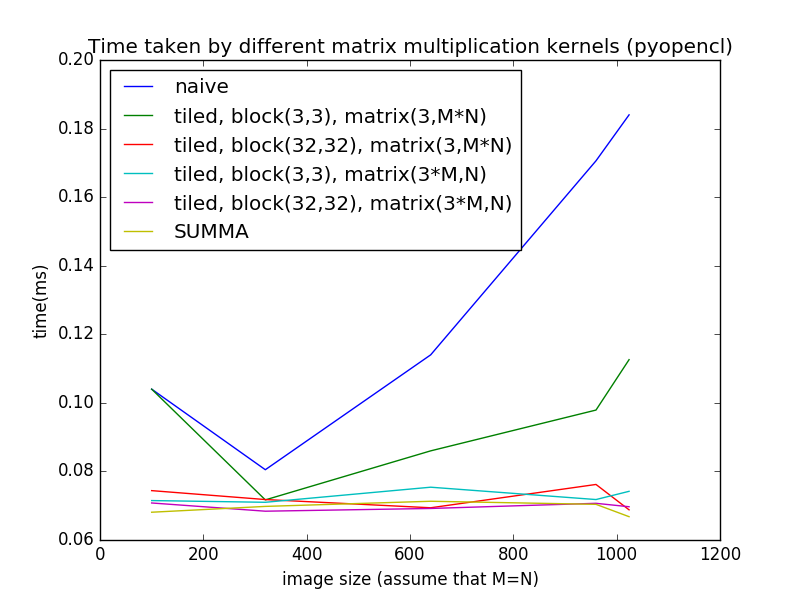 Time taken by different matrix multiplication kernels (pyopencl)
0.20
0.18
0.16
0.14
0.12
0.10
0.08
0.06
time(ms)
naive
tiled, block(3,3), matrix(3,M*N)
tiled, block(32,32), matrix(3,M*N)
tiled, block(3,3), matrix(3*M,N)
tiled, block(32,32), matrix(3*M,N)
SUMMA
0 200 400 600 800 1000 1200
image size (assume that M=N)